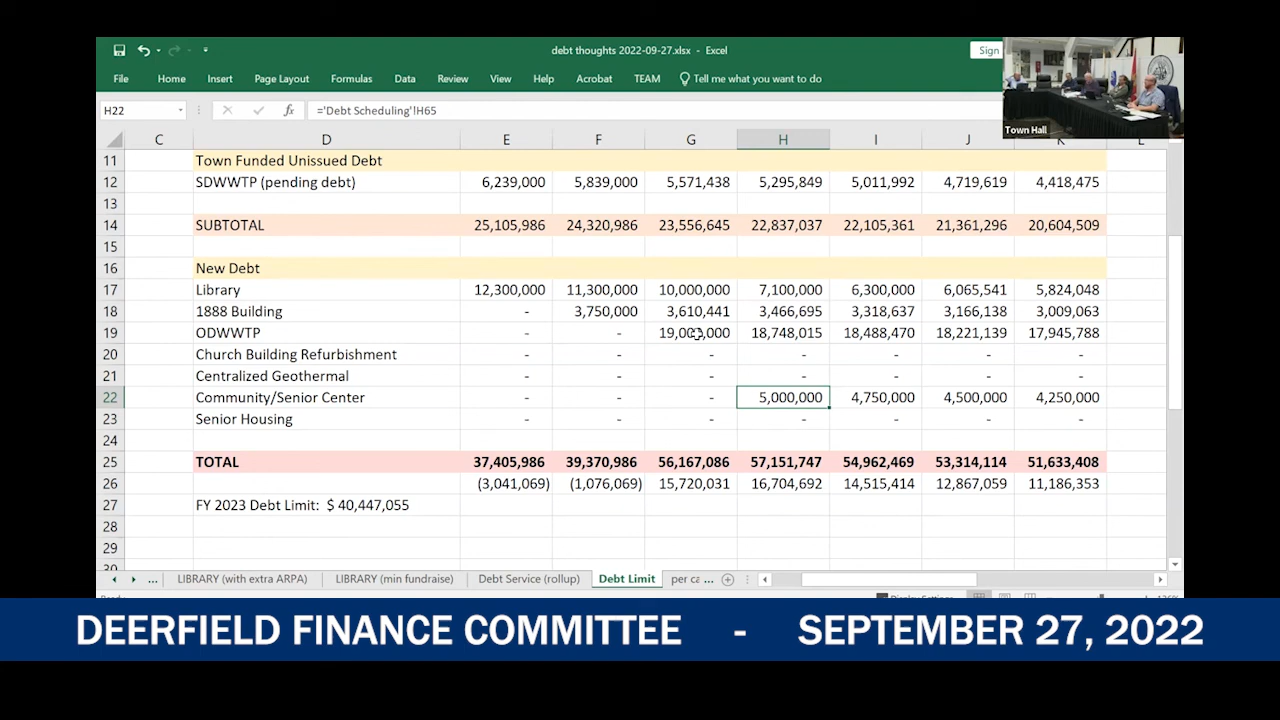 debt thoughts 2022-09-27.xlsx - Excel
Sign
File Home Insert Page Layout Formulas Data Review View Help Acrobat TEAM Tell me what you want to do
H22 fx ='Debt Scheduling'!H65
Town Hall
C D E F G H I J K L
11 Town Funded Unissued Debt
12 SDWWTP (pending debt) 6,239,000 5,839,000 5,571,438 5,295,849 5,011,992 4,719,619 4,418,475
13
14 SUBTOTAL 25,105,986 24,320,986 23,556,645 22,837,037 22,105,361 21,361,296 20,604,509
15
16 New Debt
17 Library 12,300,000 11,300,000 10,000,000 7,100,000 6,300,000 6,065,541 5,824,048
18 1888 Building - 3,750,000 3,610,441 3,466,695 3,318,637 3,166,138 3,009,063
19 ODWWTP - - 19,000,000 18,748,015 18,488,470 18,221,139 17,945,788
20 Church Building Refurbishment - - - - - - -
21 Centralized Geothermal - - - - - - -
22 Community/Senior Center - - - 5,000,000 4,750,000 4,500,000 4,250,000
23 Senior Housing - - - - - - -
24
25 TOTAL 37,405,986 39,370,986 56,167,086 57,151,747 54,962,469 53,314,114 51,633,408
26 (3,041,069) (1,076,069) 15,720,031 16,704,692 14,515,414 12,867,059 11,186,353
27 FY 2023 Debt Limit: $ 40,447,055
28
29
30
... LIBRARY (with extra ARPA) LIBRARY (min fundraise) Debt Service (rollup) Debt Limit per ca ...
DEERFIELD FINANCE COMMITTEE - SEPTEMBER 27, 2022